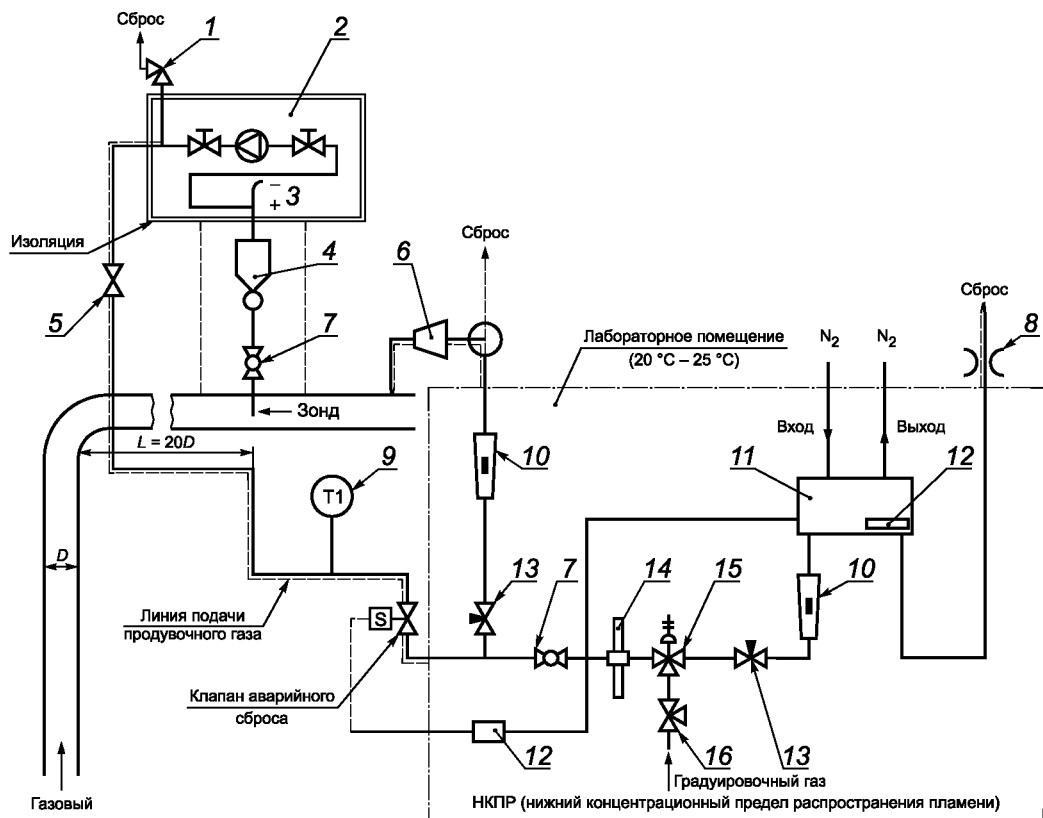 Сброс
1
2
3
−
+
Изоляция
4
Сброс
6
5
7
Лабораторное помещение
(20 °C – 25 °C)
N2
N2
Сброс
8
Зонд
L = 20D
9
T1
10
Вход
Выход
11
12
D
Линия подачи
продувочного газа
13
7
14
15
10
S
Клапан аварийного
сброса
12
16
13
Градуировочный газ
Газовый
НКПР (нижний концентрационный предел распространения пламени)